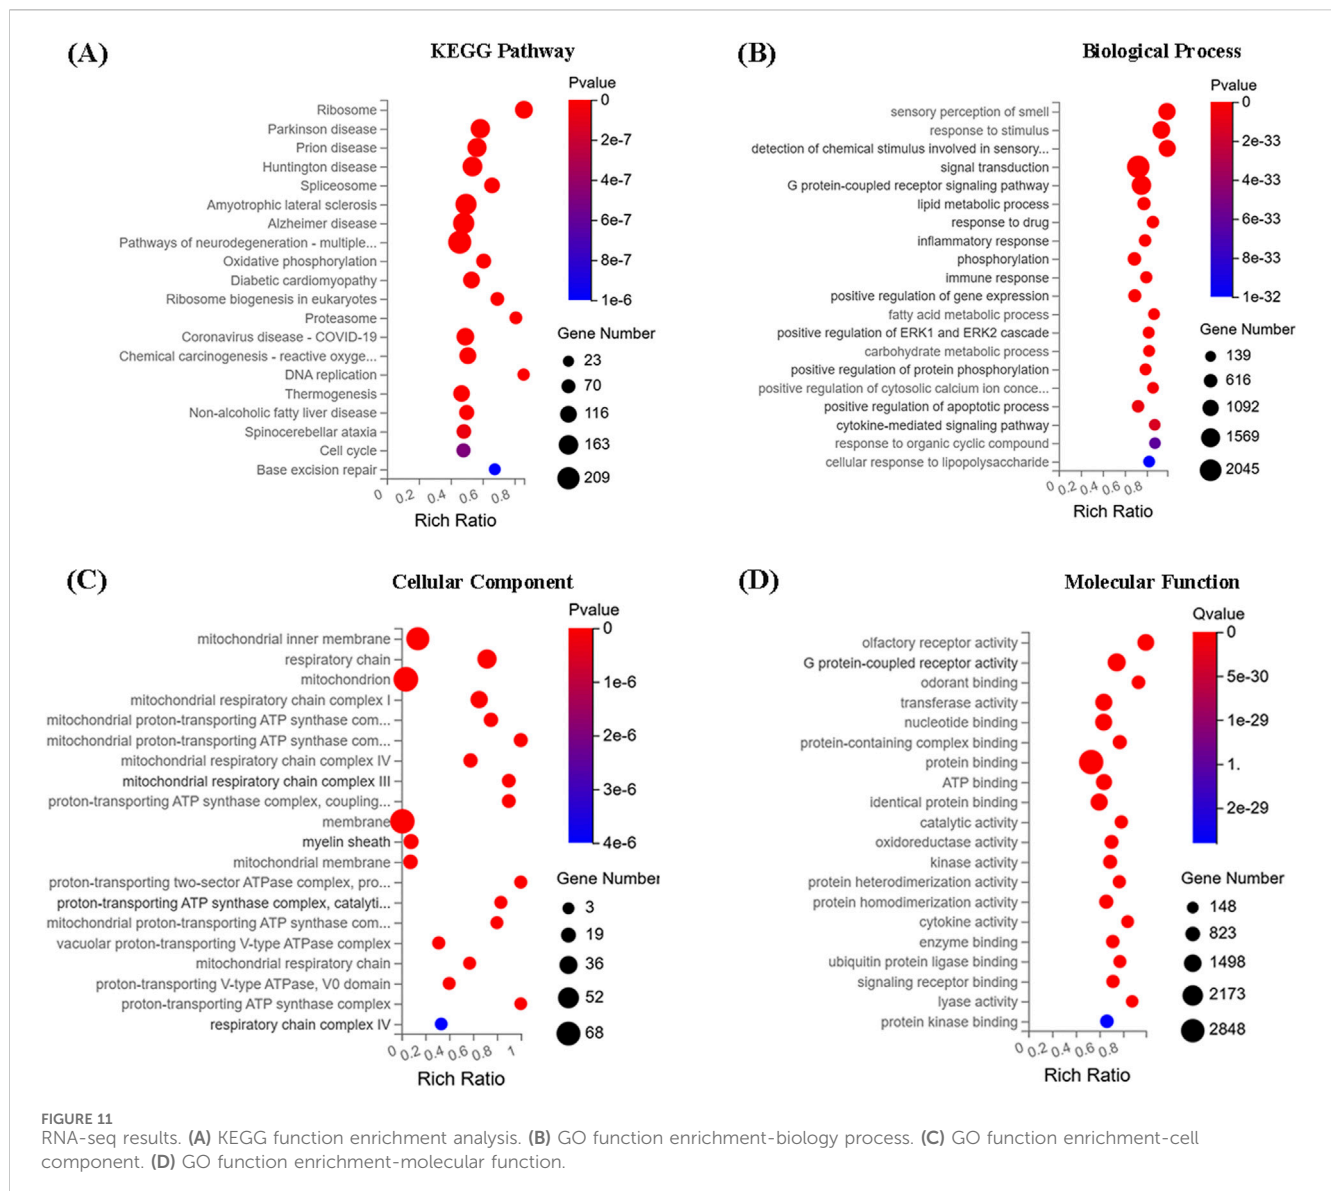 (A)
KEGG Pathway
Ribosome
Parkinson disease
Prion disease
Huntington disease
Spliceosome
Amyotrophic lateral sclerosis
Alzheimer disease
Pathways of neurodegeneration - multiple...
Oxidative phosphorylation
Diabetic cardiomyopathy
Ribosome biogenesis in eukaryotes
Proteasome
Coronavirus disease - COVID-19
Chemical carcinogenesis - reactive oxyge...
DNA replication
Thermogenesis
Non-alcoholic fatty liver disease
Spinocerebellar ataxia
Cell cycle
Base excision repair
0 0.2 0.4 0.6 0.8
Rich Ratio
Pvalue
0
2e-7
4e-7
6e-7
8e-7
1e-6
Gene Number
23
70
116
163
209
(B)
Biological Process
sensory perception of smell
response to stimulus
detection of chemical stimulus involved in sensory...
signal transduction
G protein-coupled receptor signaling pathway
lipid metabolic process
response to drug
inflammatory response
phosphorylation
immune response
positive regulation of gene expression
fatty acid metabolic process
positive regulation of ERK1 and ERK2 cascade
carbohydrate metabolic process
positive regulation of protein phosphorylation
positive regulation of cytosolic calcium ion conce...
positive regulation of apoptotic process
cytokine-mediated signaling pathway
response to organic cyclic compound
cellular response to lipopolysaccharide
0 0.2 0.4 0.6 0.8
Rich Ratio
Pvalue
0
2e-33
4e-33
6e-33
8e-33
1e-32
Gene Number
139
616
1092
1569
2045
(C)
Cellular Component
mitochondrial inner membrane
respiratory chain
mitochondrion
mitochondrial respiratory chain complex I
mitochondrial proton-transporting ATP synthase com...
mitochondrial proton-transporting ATP synthase com...
mitochondrial respiratory chain complex IV
mitochondrial respiratory chain complex III
proton-transporting ATP synthase complex, coupling...
membrane
myelin sheath
mitochondrial membrane
proton-transporting two-sector ATPase complex, pro...
proton-transporting ATP synthase complex, catalyti...
mitochondrial proton-transporting ATP synthase com...
vacuolar proton-transporting V-type ATPase complex
mitochondrial respiratory chain
proton-transporting V-type ATPase, V0 domain
proton-transporting ATP synthase complex
respiratory chain complex IV
0 0.2 0.4 0.6 0.8 1
Rich Ratio
Pvalue
0
1e-6
2e-6
3e-6
4e-6
Gene Number
3
19
36
52
68
(D)
Molecular Function
olfactory receptor activity
G protein-coupled receptor activity
odorant binding
transferase activity
nucleotide binding
protein-containing complex binding
protein binding
ATP binding
identical protein binding
catalytic activity
oxidoreductase activity
kinase activity
protein heterodimerization activity
protein homodimerization activity
cytokine activity
enzyme binding
ubiquitin protein ligase binding
signaling receptor binding
lyase activity
protein kinase binding
0 0.2 0.4 0.6 0.8
Rich Ratio
Qvalue
0
5e-30
1e-29
1.
2e-29
Gene Number
148
823
1498
2173
2848
FIGURE 11
RNA-seq results. (A) KEGG function enrichment analysis. (B) GO function enrichment-biology process. (C) GO function enrichment-cell
component. (D) GO function enrichment-molecular function.